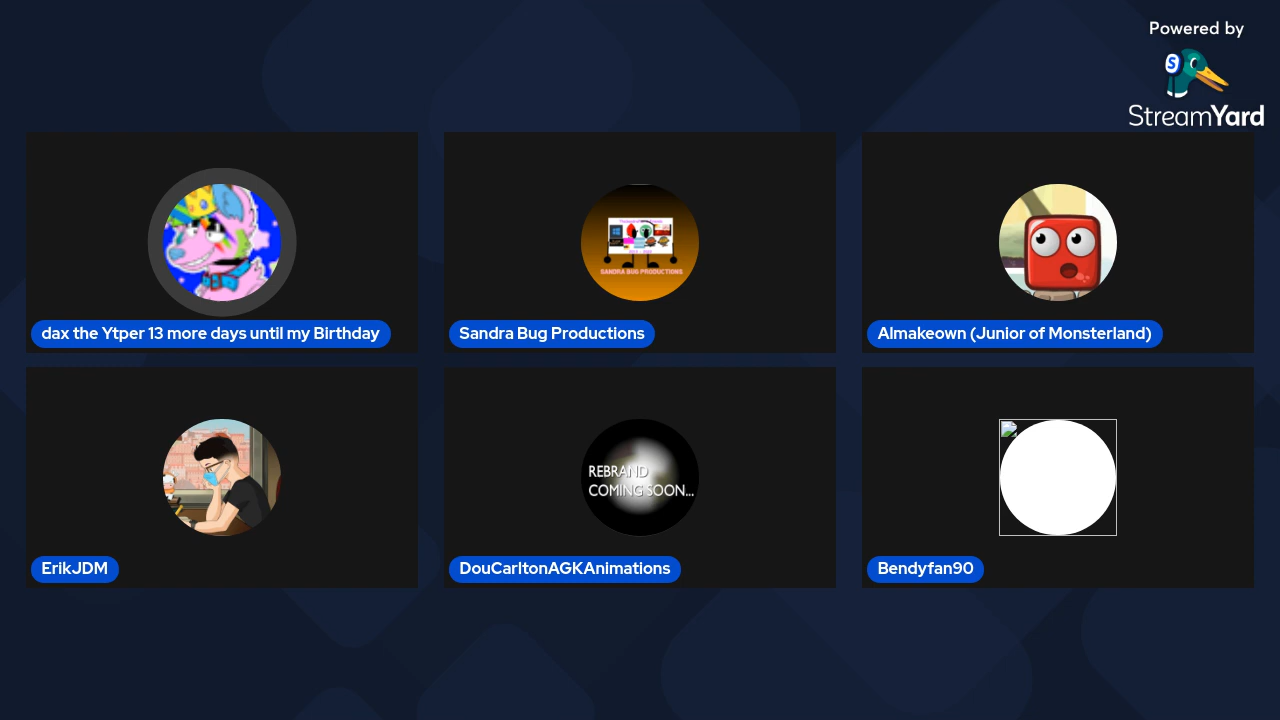 Powered by
StreamYard
dax the Ytper 13 more days until my Birthday
Sandra Bug Productions
Almakeown (Junior of Monsterland)
SANDRA BUG PRODUCTIONS
ErikJDM
REBRAND
COMING SOON...
DouCarltonAGKAnimations
Bendyfan90